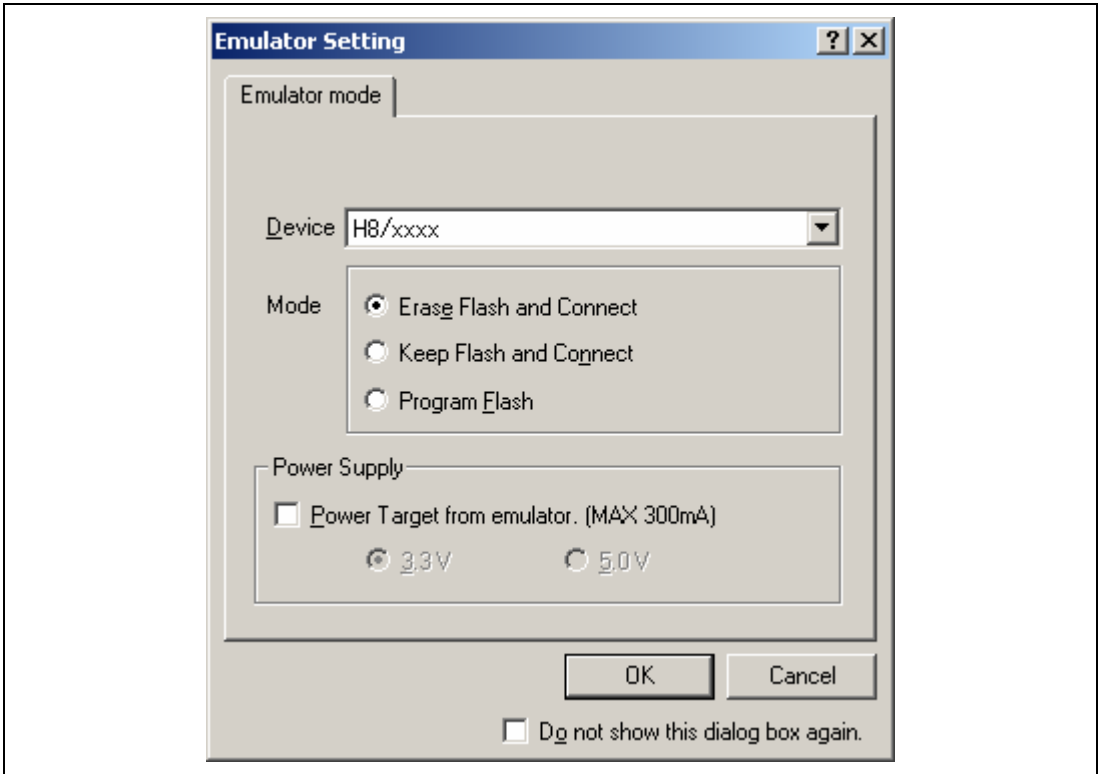 Emulator Setting
Emulator mode
Device H8/xxxx
Mode
Erase Flash and Connect
Keep Flash and Connect
Program Flash
Power Supply
Power Target from emulator. (MAX 300mA)
3.3V 5.0V
OK Cancel
Do not show this dialog box again.